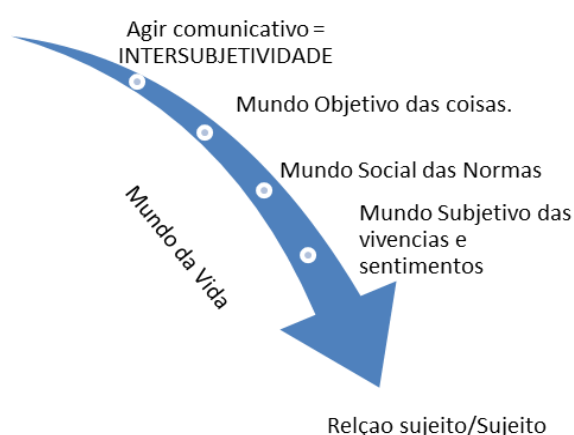 Agir comunicativo =
INTERSUBJETIVIDADE
Mundo Objetivo das coisas.
Mundo Social das Normas
Mundo Subjetivo das
vivencias e
sentimentos
Mundo da Vida
Relçao sujeito/Sujeito